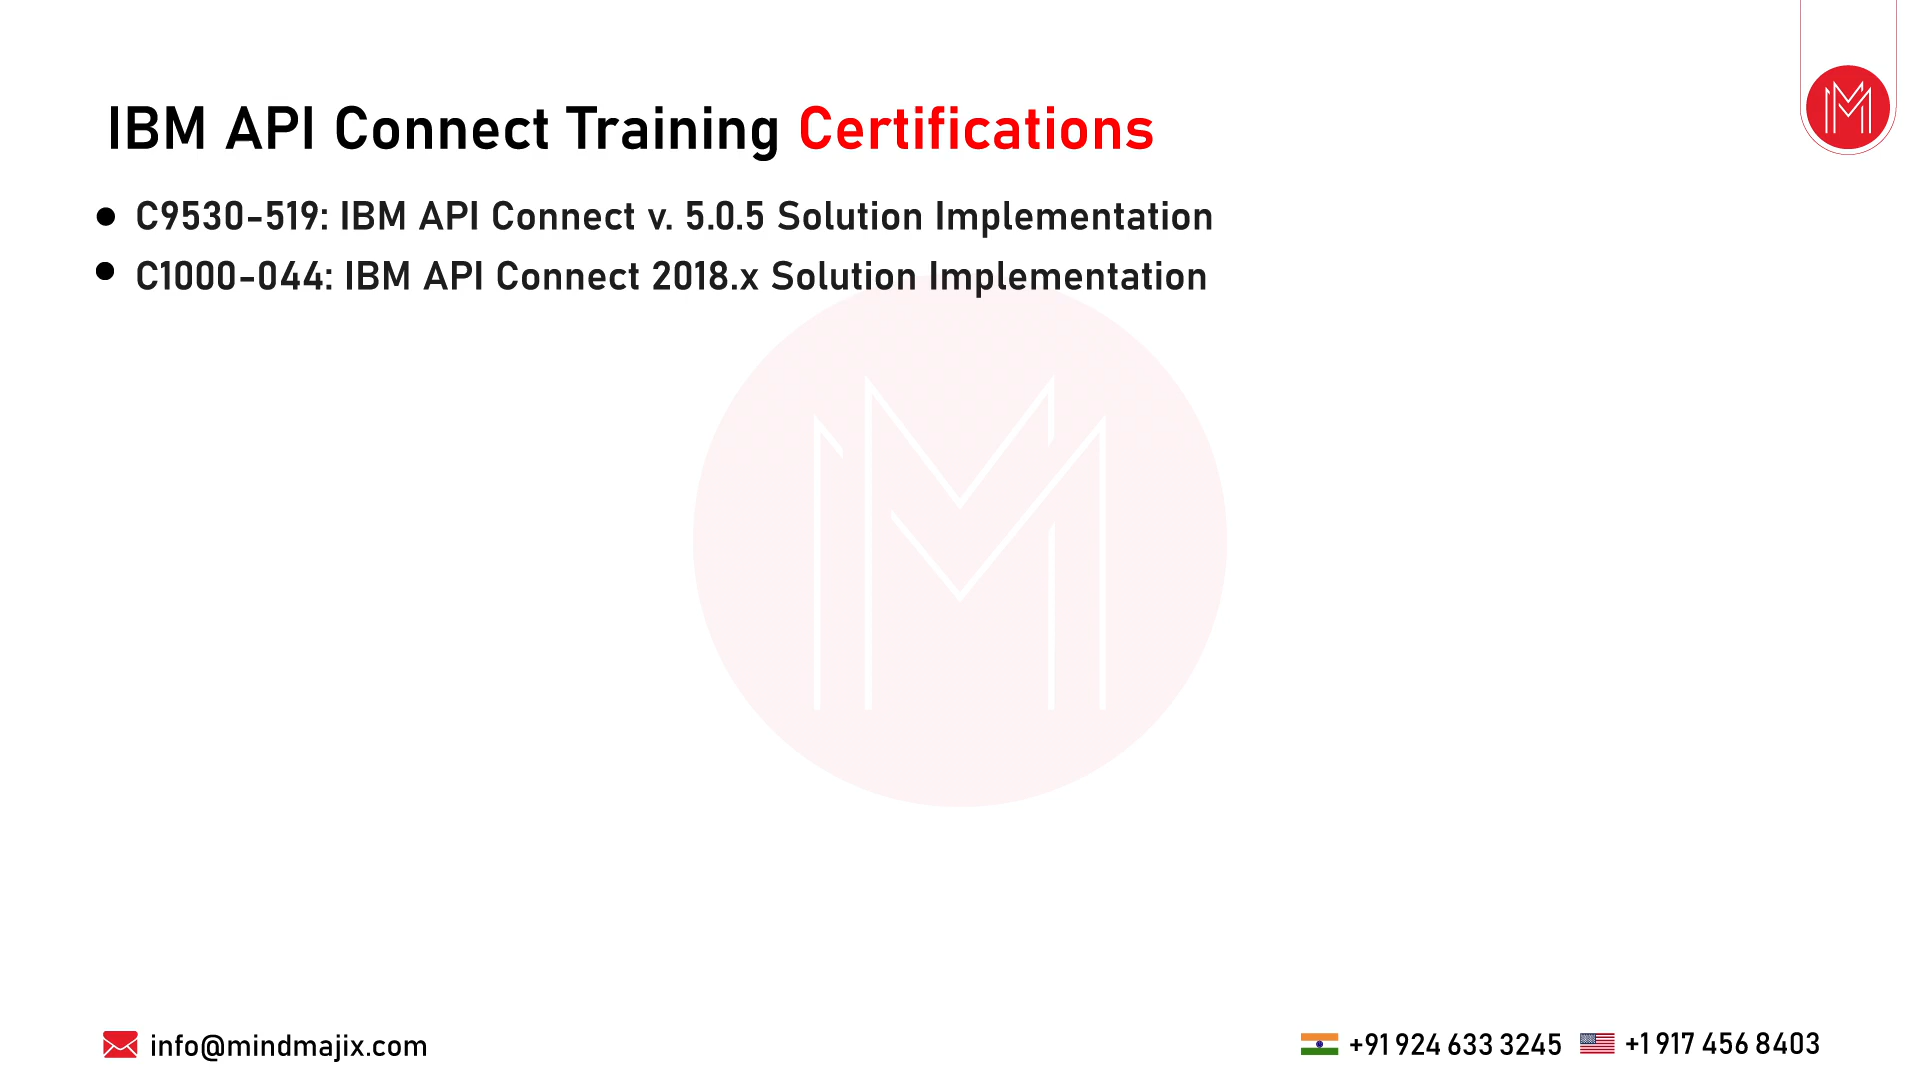 IBM API Connect Training Certifications
● C9530-519: IBM API Connect v. 5.0.5 Solution Implementation
● C1000-044: IBM API Connect 2018.x Solution Implementation
info@mindmajix.com
+91 924 633 3245
+1 917 456 8403